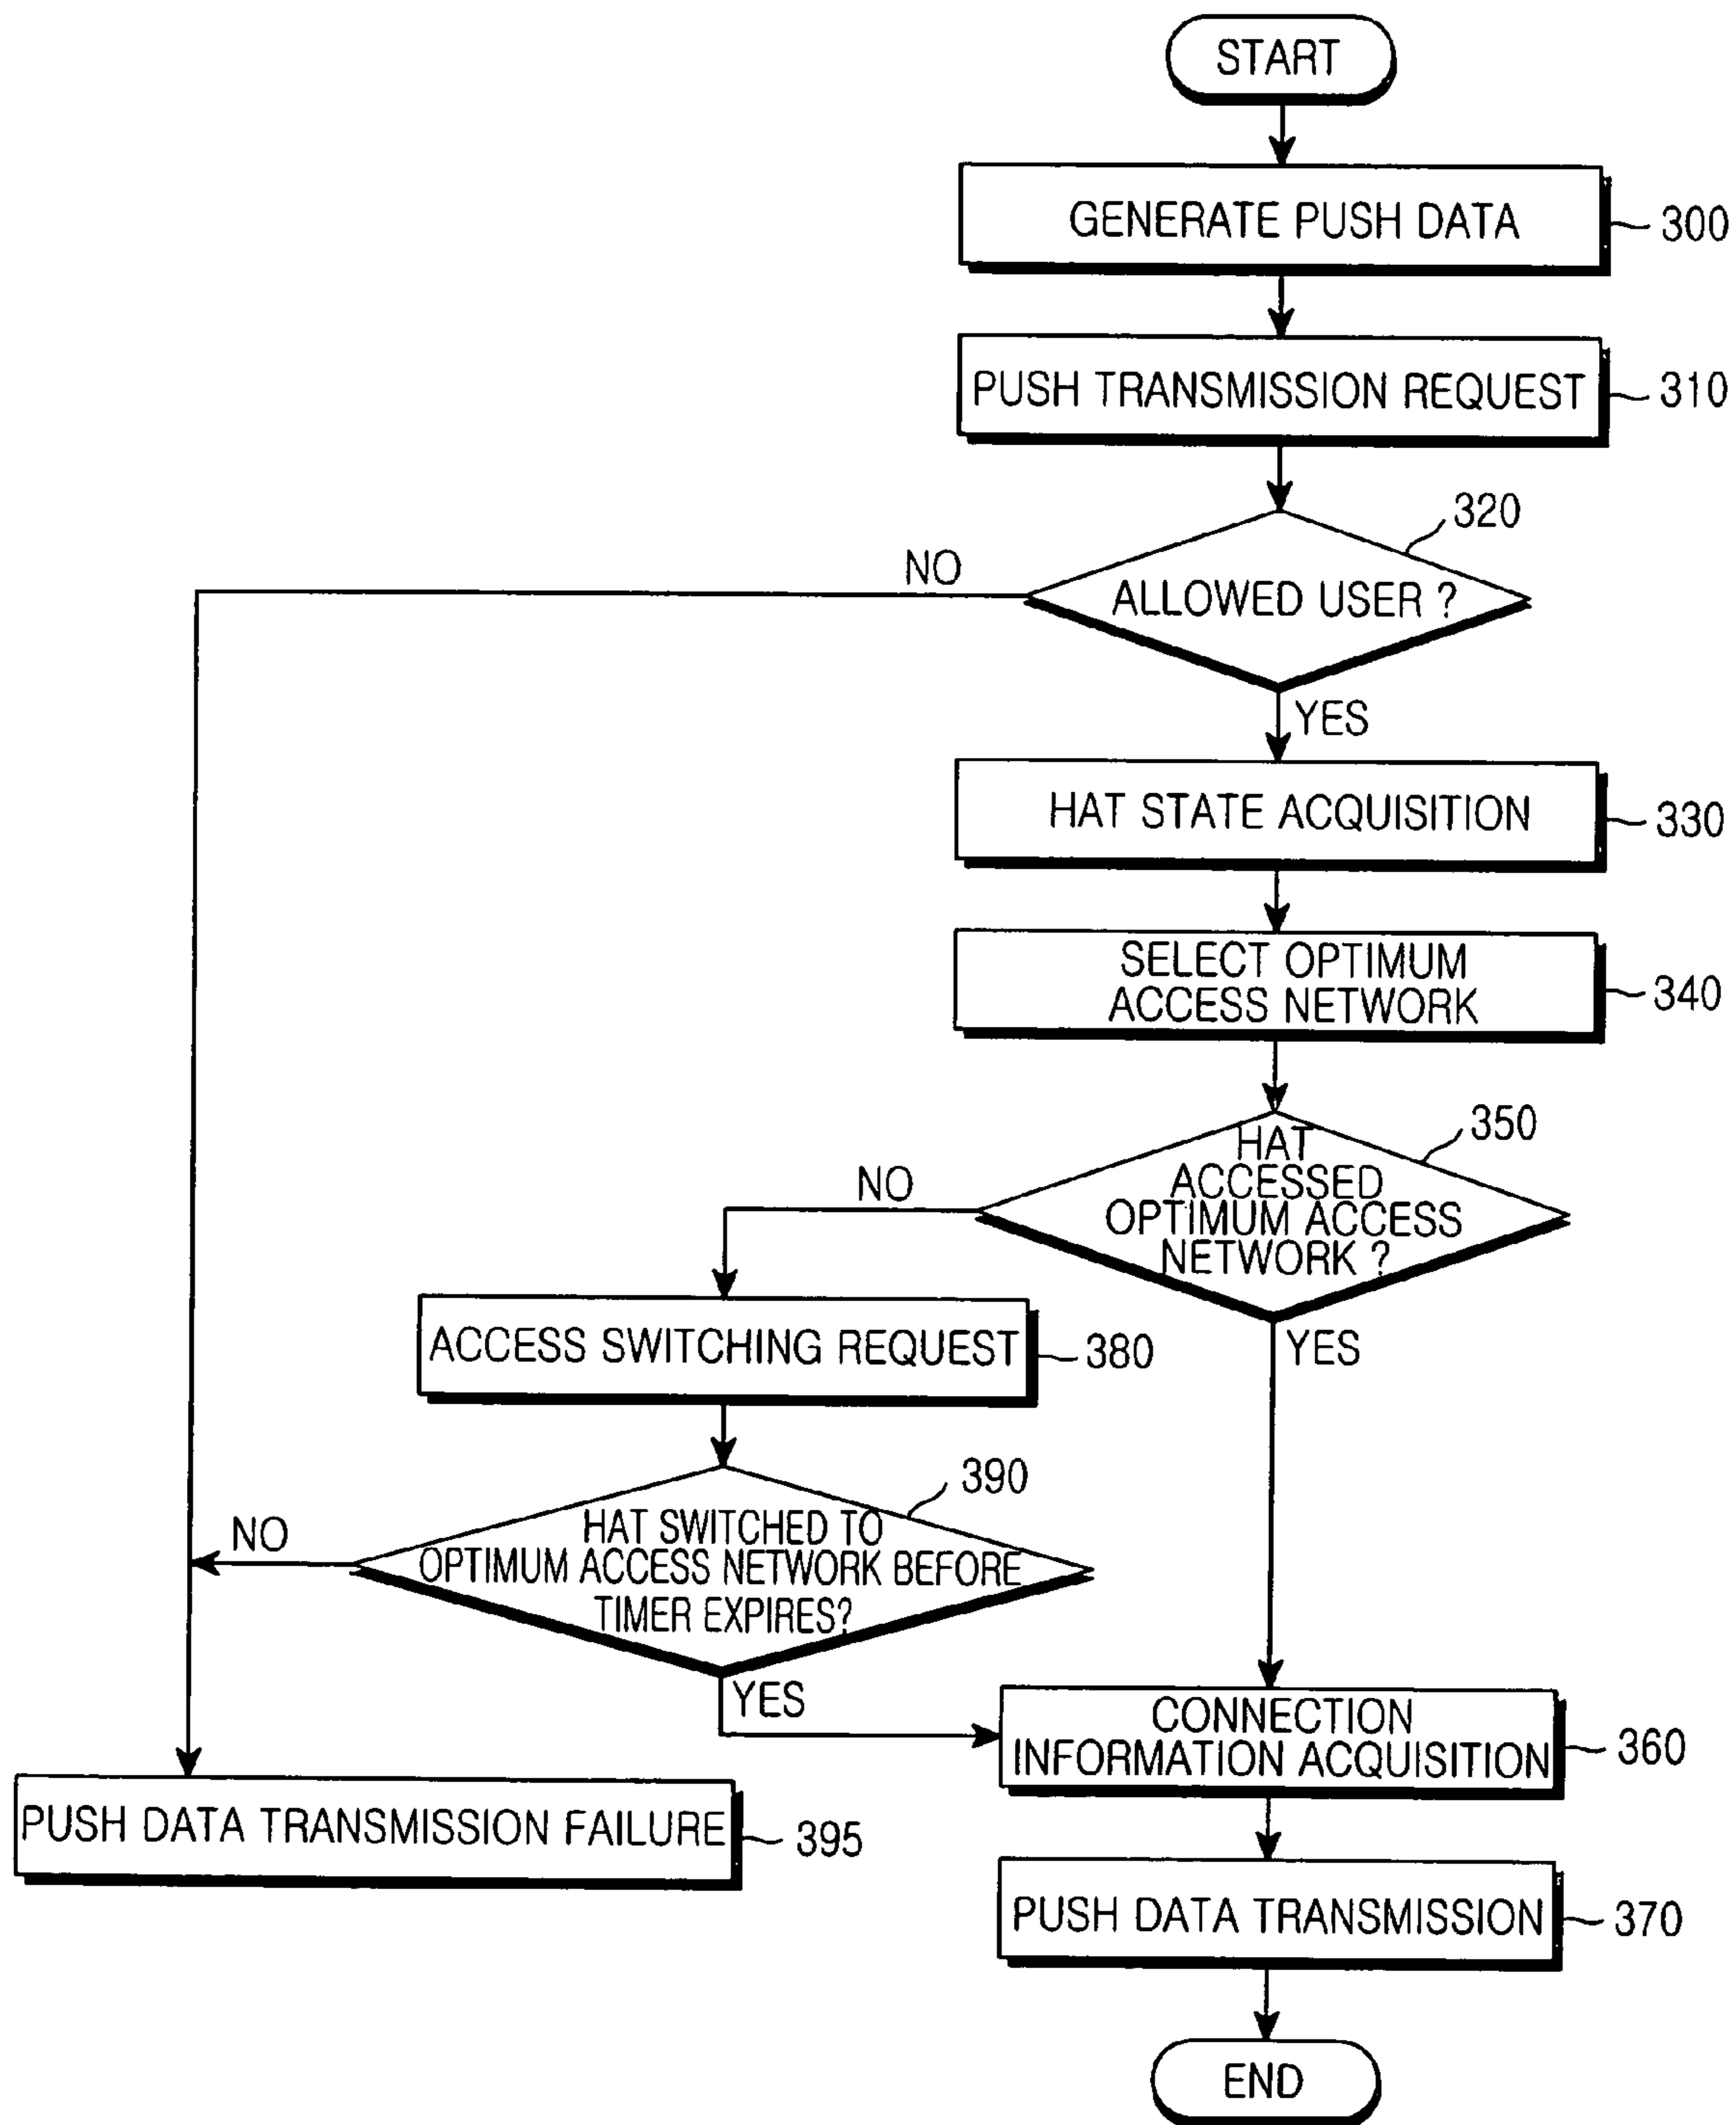 START
GENERATE PUSH DATA
300
PUSH TRANSMISSION REQUEST
310
320
NO
ALLOWED USER ?
YES
HAT STATE ACQUISITION
330
SELECT OPTIMUM
ACCESS NETWORK
340
350
HAT
ACCESSED
OPTIMUM ACCESS
NETWORK ?
NO
YES
ACCESS SWITCHING REQUEST
380
390
HAT SWITCHED TO
OPTIMUM ACCESS NETWORK BEFORE
TIMER EXPIRES?
NO
YES
CONNECTION
INFORMATION ACQUISITION
360
PUSH DATA TRANSMISSION FAILURE
395
PUSH DATA TRANSMISSION
370
END